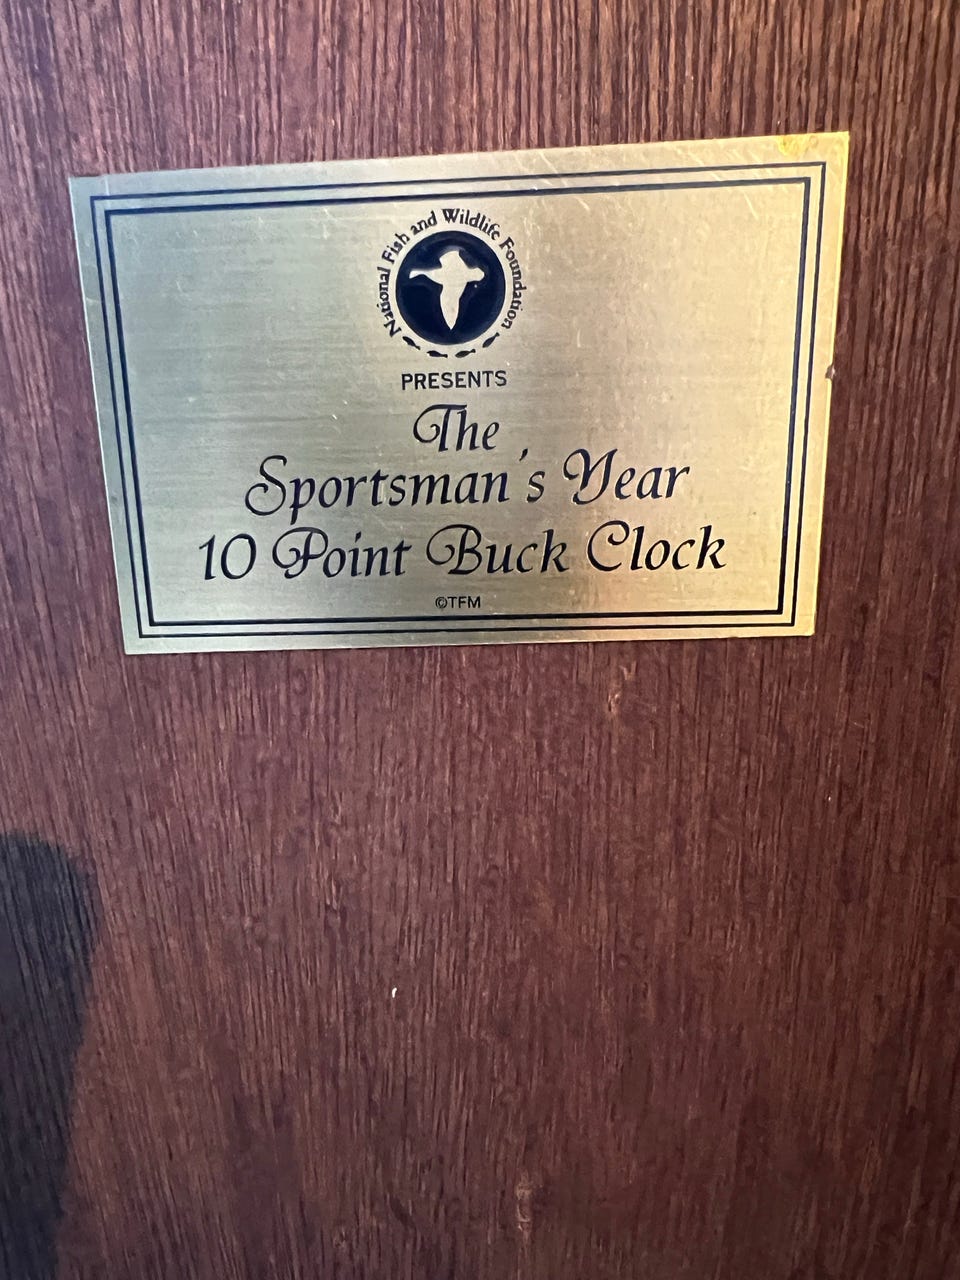 National Fish and Wildlife Foundation
PRESENTS
The
Sportsman's Year
10 Point Buck Clock
©TFM